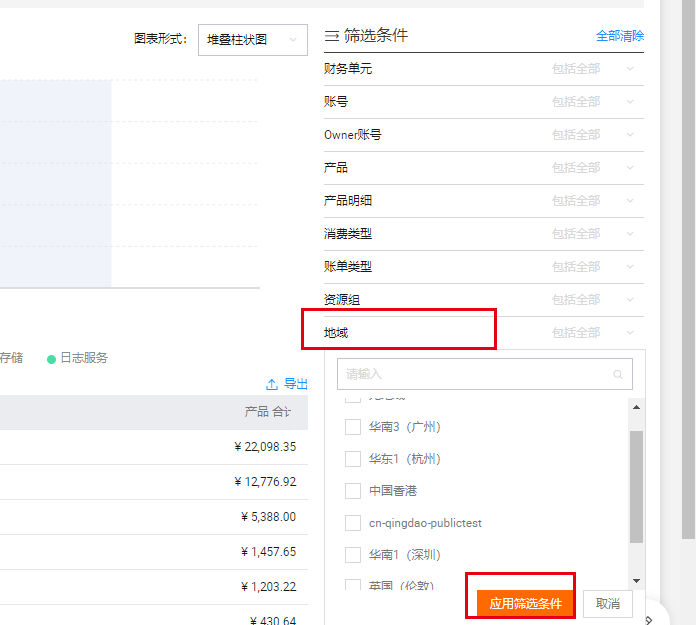 图表形式： 堆叠柱状图
筛选条件 全部清除
财务单元 包括全部
账号 包括全部
Owner账号 包括全部
产品 包括全部
产品明细 包括全部
消费类型 包括全部
账单类型 包括全部
资源组 包括全部
地域 包括全部
请输入
华南3（广州）
华东1（杭州）
中国香港
cn-qingdao-publictest
华南1（深圳）
英国（伦敦）
应用筛选条件 取消
存储 日志服务
导出
产品 合计
¥ 22,098.35
¥ 12,776.92
¥ 5,388.00
¥ 1,457.65
¥ 1,203.22
¥ 430.64